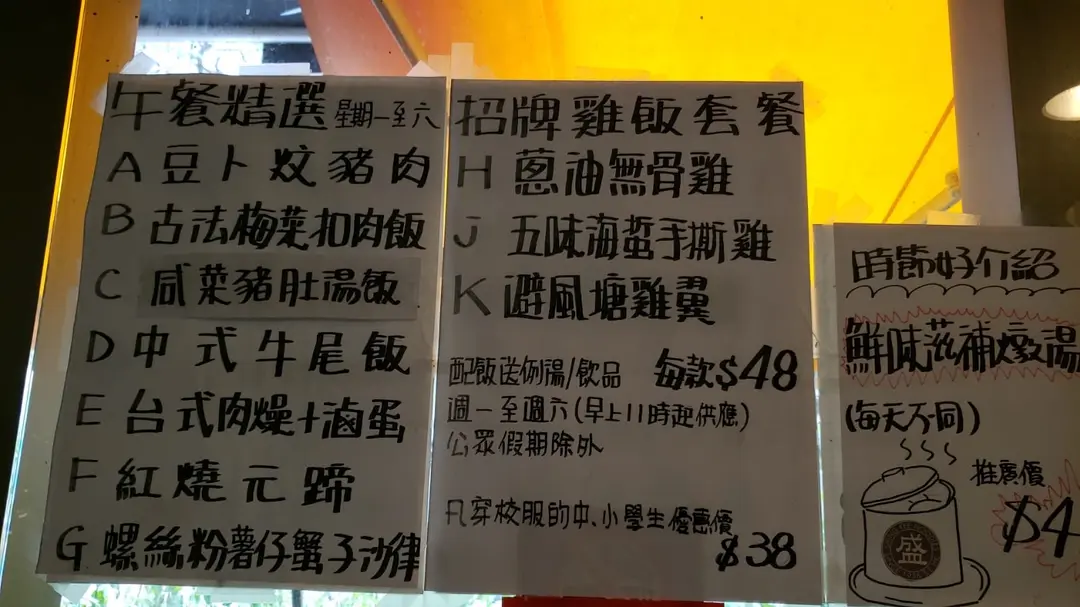 午餐精選 星期一至六
A 豆卜炆豬肉
B 古法梅菜扣肉飯
C 咸菜豬肚湯飯
D 中式牛尾飯
E 台式肉燥+滷蛋
F 紅燒元蹄
G 螺絲粉薯仔蟹子沙律
招牌雞飯套餐
H 蔥油無骨雞
J 五味海蜇手撕雞
K 避風塘雞翼
配飯送例湯/飲品 每款$48
週一至週六(早上11時起供應)
公眾假期除外
凡穿校服的中、小學生優惠價
$38
時節好介紹
鮮味滋補燉湯
(每天不同)
推廣價
$4
盛